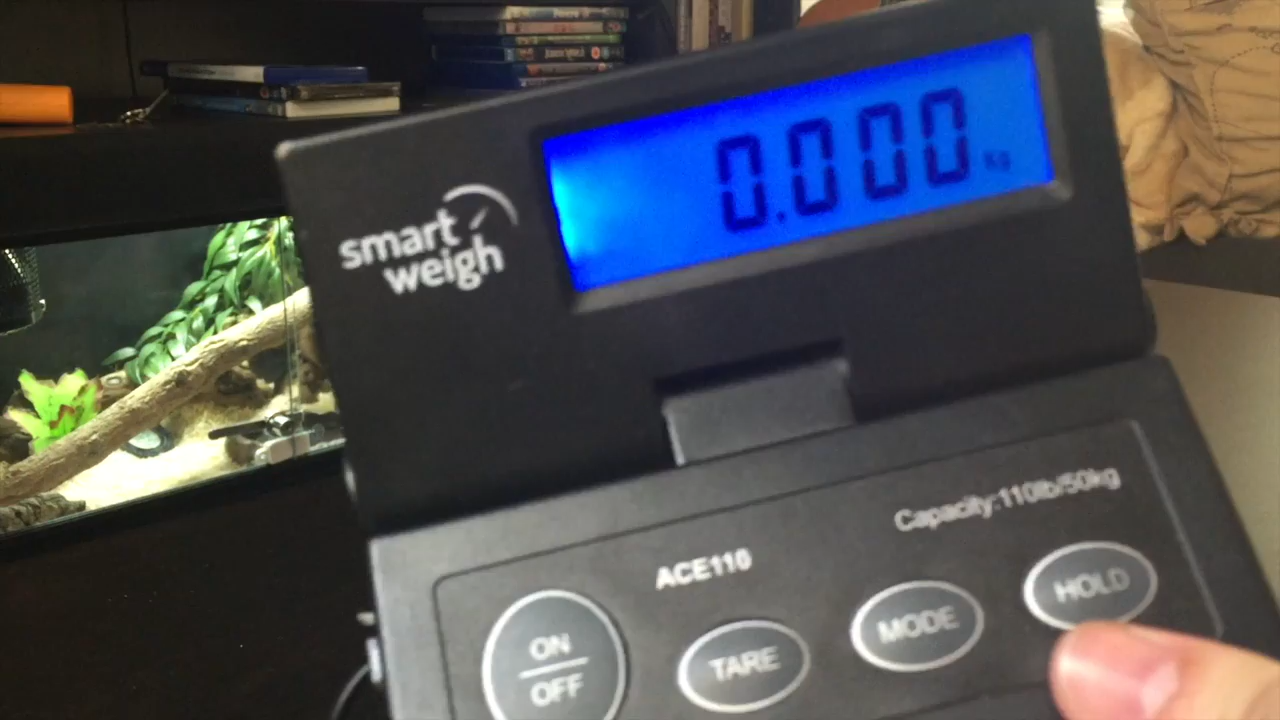 smart
weigh
0.000 Kg
Capacity:110lb/50kg
ACE110
ON
OFF
TARE
MODE
HOLD